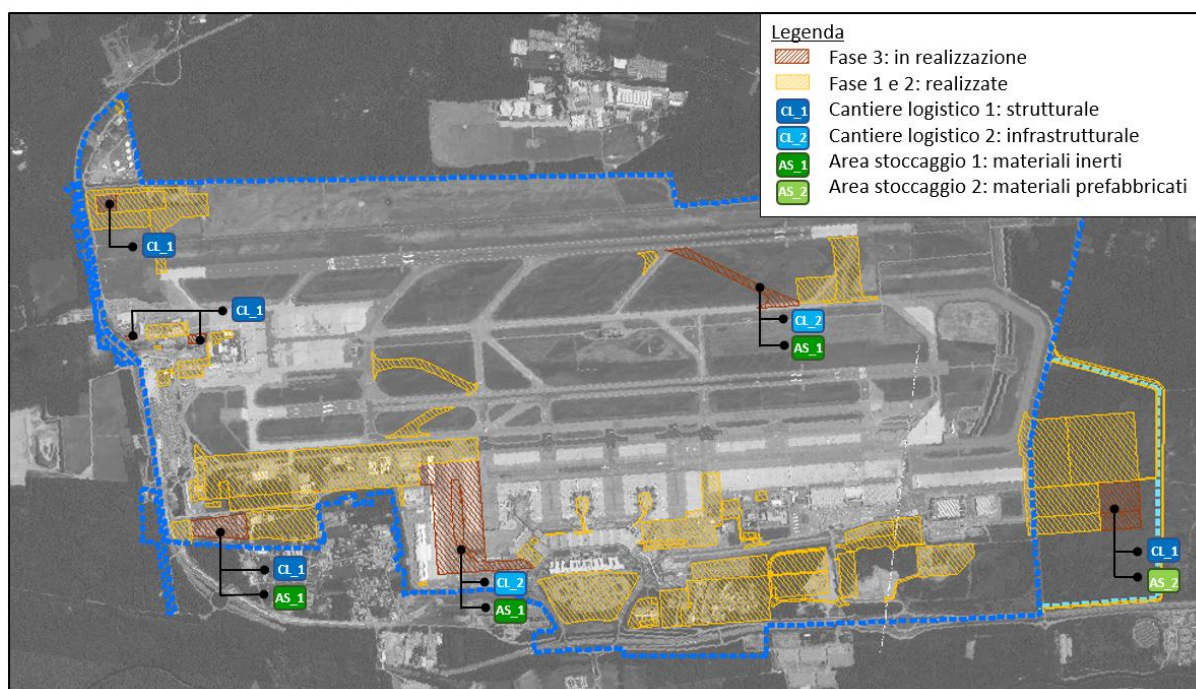 Legenda
Fase 3: in realizzazione
Fase 1 e 2: realizzate
CL_1 Cantiere logistico 1: strutturale
CL_2 Cantiere logistico 2: infrastrutturale
AS_1 Area stoccaggio 1: materiali inerti
AS_2 Area stoccaggio 2: materiali prefabbricati
CL_1
CL_1
CL_2
AS_1
CL_1
AS_1
CL_2
AS_1
CL_1
AS_2